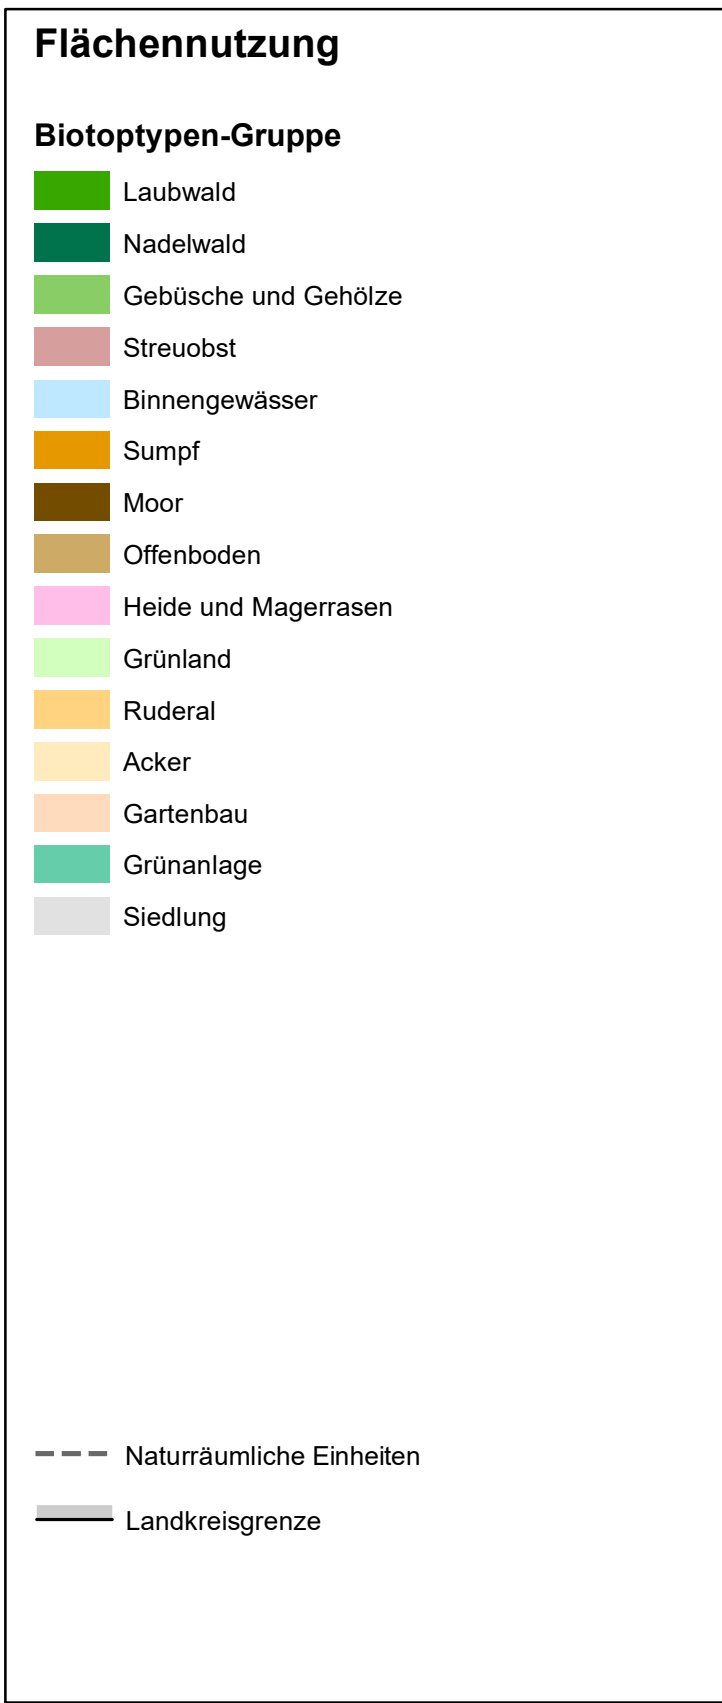 Flächennutzung
Biotoptypen-Gruppe
Laubwald
Nadelwald
Gebüsche und Gehölze
Streuobst
Binnengewässer
Sumpf
Moor
Offenboden
Heide und Magerrasen
Grünland
Ruderal
Acker
Gartenbau
Grünanlage
Siedlung
Naturräumliche Einheiten
Landkreisgrenze